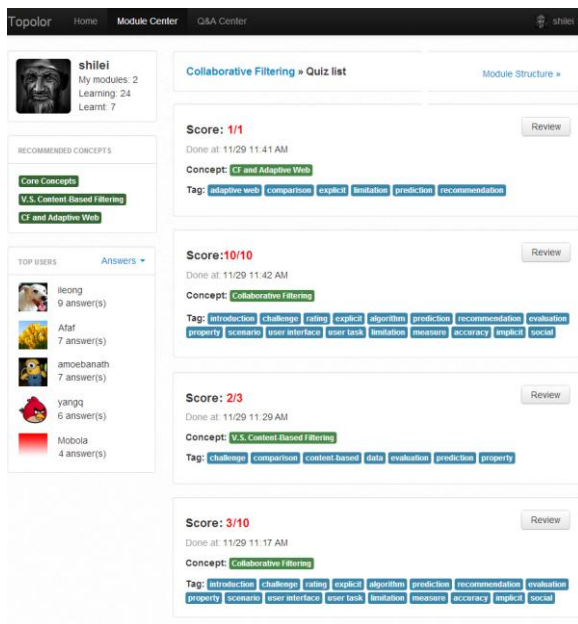 Topolor Home Module Center Q&A Center shilei
shilei
My modules: 2
Learning: 24
Learnt: 7
RECOMMENDED CONCEPTS
Core Concepts
V.S. Content-Based Filtering
CF and Adaptive Web
TOP USERS Answers
ileong
9 answer(s)
Afaf
7 answer(s)
amoebanath
7 answer(s)
yangq
6 answer(s)
Mobola
4 answer(s)
Collaborative Filtering » Quiz list Module Structure »
Score: 1/1 Review
Done at: 11/29 11:41 AM
Concept: CF and Adaptive Web
Tag: adaptive web comparison explicit limitation prediction recommendation
Score:10/10 Review
Done at: 11/29 11:42 AM
Concept: Collaborative Filtering
Tag: introduction challenge rating explicit algorithm prediction recommendation evaluation
property scenario user interface user task limitation measure accuracy implicit social
Score: 2/3 Review
Done at: 11/29 11:29 AM
Concept: V.S. Content-Based Filtering
Tag: challenge comparison content-based data evaluation prediction property
Score: 3/10 Review
Done at: 11/29 11:17 AM
Concept: Collaborative Filtering
Tag: introduction challenge rating explicit algorithm prediction recommendation evaluation
property scenario user interface user task limitation measure accuracy implicit social